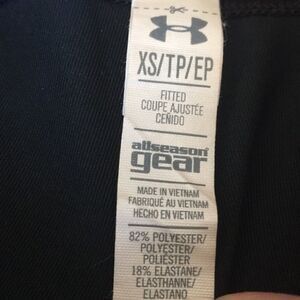 XS/TP/EP
FITTED
COUPE AJUSTÉE
CEÑIDO
allseason
gear
MADE IN VIETNAM
FABRIQUÉ AU VIETNAM
HECHO EN VIETNAM
82% POLYESTER/
POLYESTER/
POLIÉSTER
18% ELASTANE/
ÉLASTHANNE/
ELASTANO